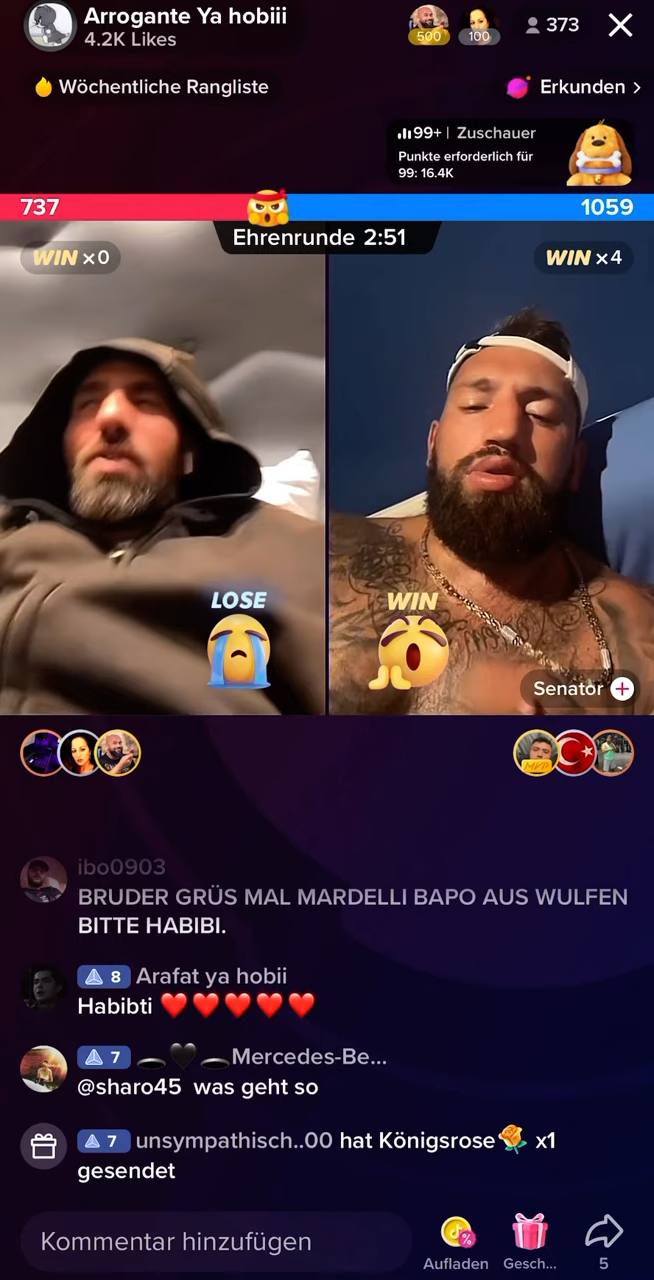 Arrogante Ya hobiii
4.2K Likes
500
100
373
Wöchentliche Rangliste
Erkunden >
99+ | Zuschauer
Punkte erforderlich für
99: 16.4K
737
1059
Ehrenrunde 2:51
WIN x0
WIN x4
LOSE
WIN
Senator +
ibo0903
BRUDER GRÜS MAL MARDELLI BAPO AUS WULFEN
BITTE HABIBI.
8 Arafat ya hobii
Habibti ❤️❤️❤️❤️❤️
7 🕳️🖤🕳️Mercedes-Be...
@sharo45 was geht so
7 unsympathisch..00 hat Königsrose🌹 x1
gesendet
Kommentar hinzufügen
Aufladen
Gesch...
5